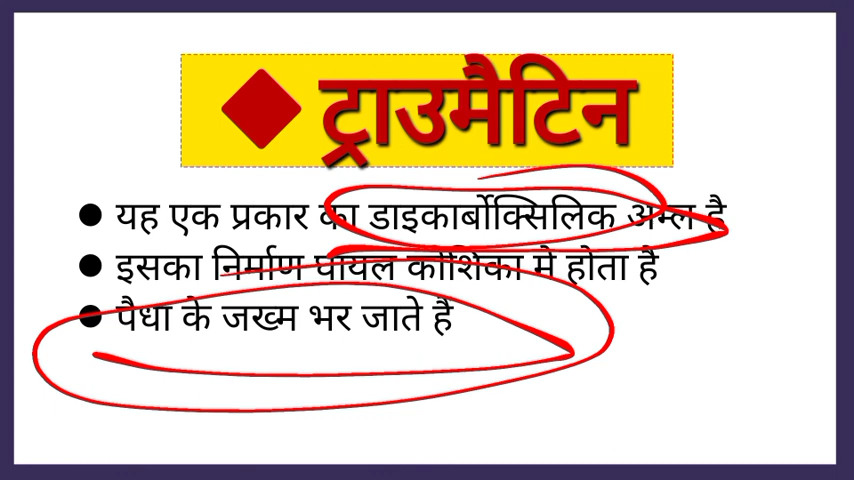 ट्राउमैटिन
यह एक प्रकार का डाइकार्बोक्सिलिक अम्ल है
इसका निर्माण घायल कोशिका मे होता है
पैधा के जख्म भर जाते है